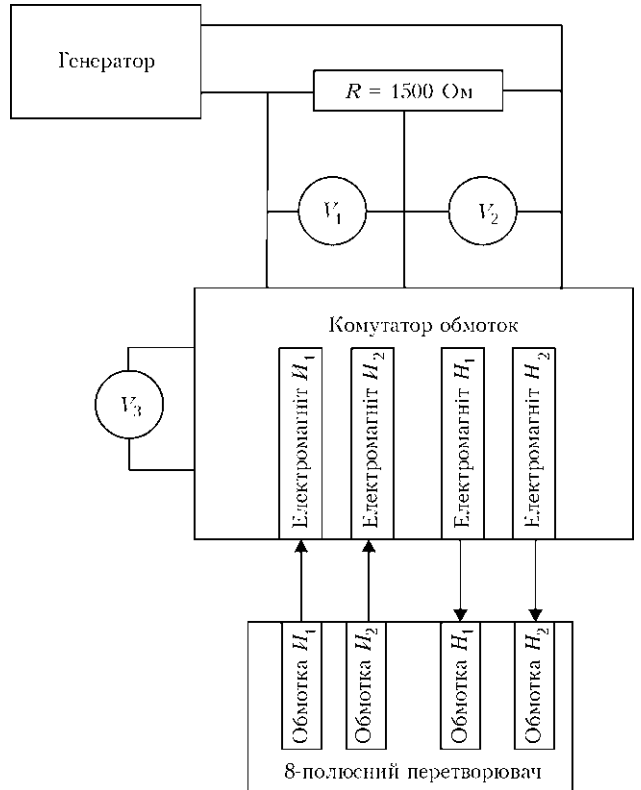 Генератор
R = 1500 Ом
V₁
V₂
Комутатор обмоток
V₃
Електромагніт И₁
Електромагніт И₂
Електромагніт Н₁
Електромагніт Н₂
Обмотка И₁
Обмотка И₂
Обмотка Н₁
Обмотка Н₂
8-полюсний перетворювач